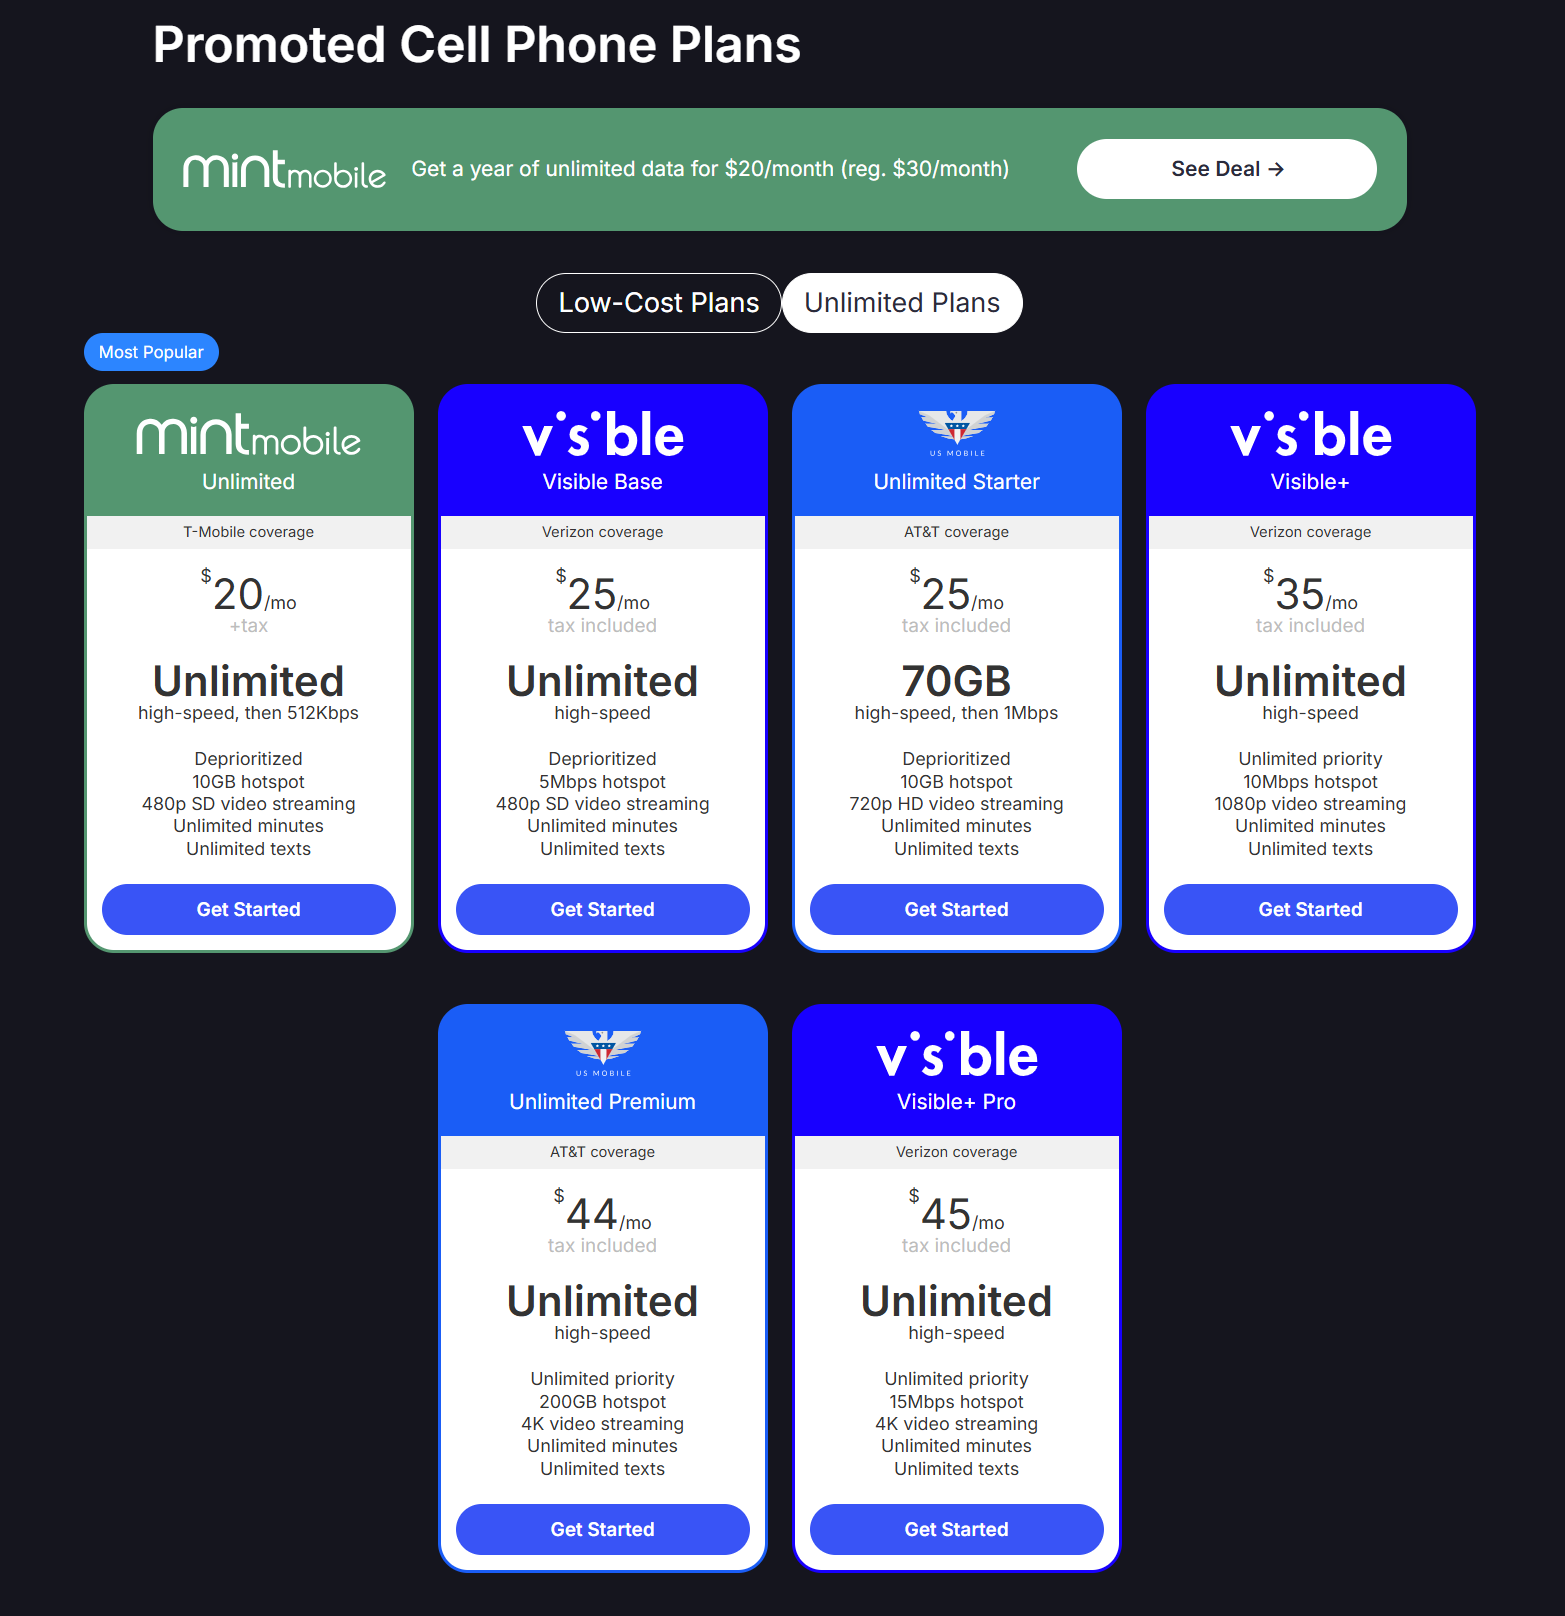 Promoted Cell Phone Plans
mint mobile Get a year of unlimited data for $20/month (reg. $30/month) See Deal →
Low-Cost Plans Unlimited Plans
Most Popular
mint mobile
Unlimited
T-Mobile coverage
$20/mo
+tax
Unlimited
high-speed, then 512Kbps
Deprioritized
10GB hotspot
480p SD video streaming
Unlimited minutes
Unlimited texts
Get Started
visible
Visible Base
Verizon coverage
$25/mo
tax included
Unlimited
high-speed
Deprioritized
5Mbps hotspot
480p SD video streaming
Unlimited minutes
Unlimited texts
Get Started
US MOBILE
Unlimited Starter
AT&T coverage
$25/mo
tax included
70GB
high-speed, then 1Mbps
Deprioritized
10GB hotspot
720p HD video streaming
Unlimited minutes
Unlimited texts
Get Started
visible
Visible+
Verizon coverage
$35/mo
tax included
Unlimited
high-speed
Unlimited priority
10Mbps hotspot
1080p video streaming
Unlimited minutes
Unlimited texts
Get Started
US MOBILE
Unlimited Premium
AT&T coverage
$44/mo
tax included
Unlimited
high-speed
Unlimited priority
200GB hotspot
4K video streaming
Unlimited minutes
Unlimited texts
Get Started
visible
Visible+ Pro
Verizon coverage
$45/mo
tax included
Unlimited
high-speed
Unlimited priority
15Mbps hotspot
4K video streaming
Unlimited minutes
Unlimited texts
Get Started